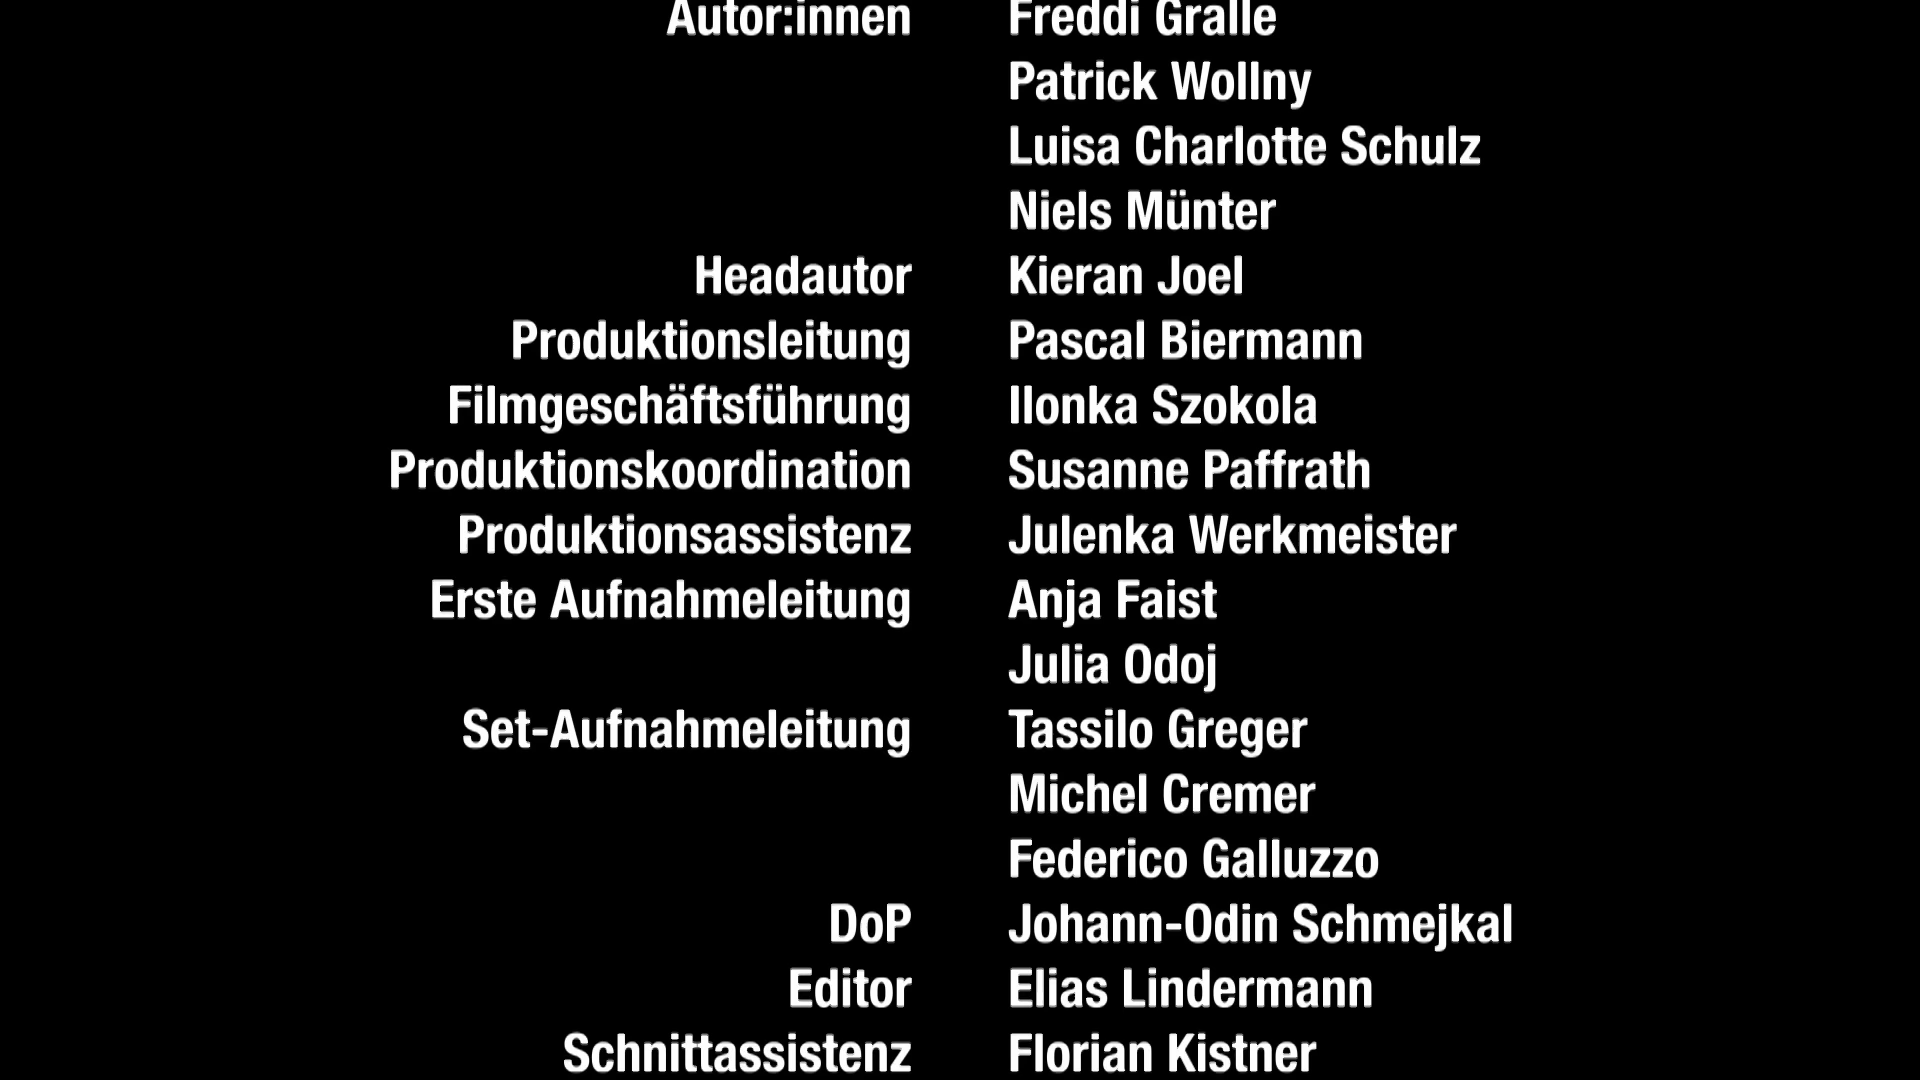 Autor:innen Freddi Gralle
Patrick Wollny
Luisa Charlotte Schulz
Niels Münter
Headautor Kieran Joel
Produktionsleitung Pascal Biermann
Filmgeschäftsführung Ilonka Szokola
Produktionskoordination Susanne Paffrath
Produktionsassistenz Julenka Werkmeister
Erste Aufnahmeleitung Anja Faist
Julia Odoj
Set-Aufnahmeleitung Tassilo Greger
Michel Cremer
Federico Galluzzo
DoP Johann-Odin Schmejkal
Editor Elias Lindermann
Schnittassistenz Florian Kistner